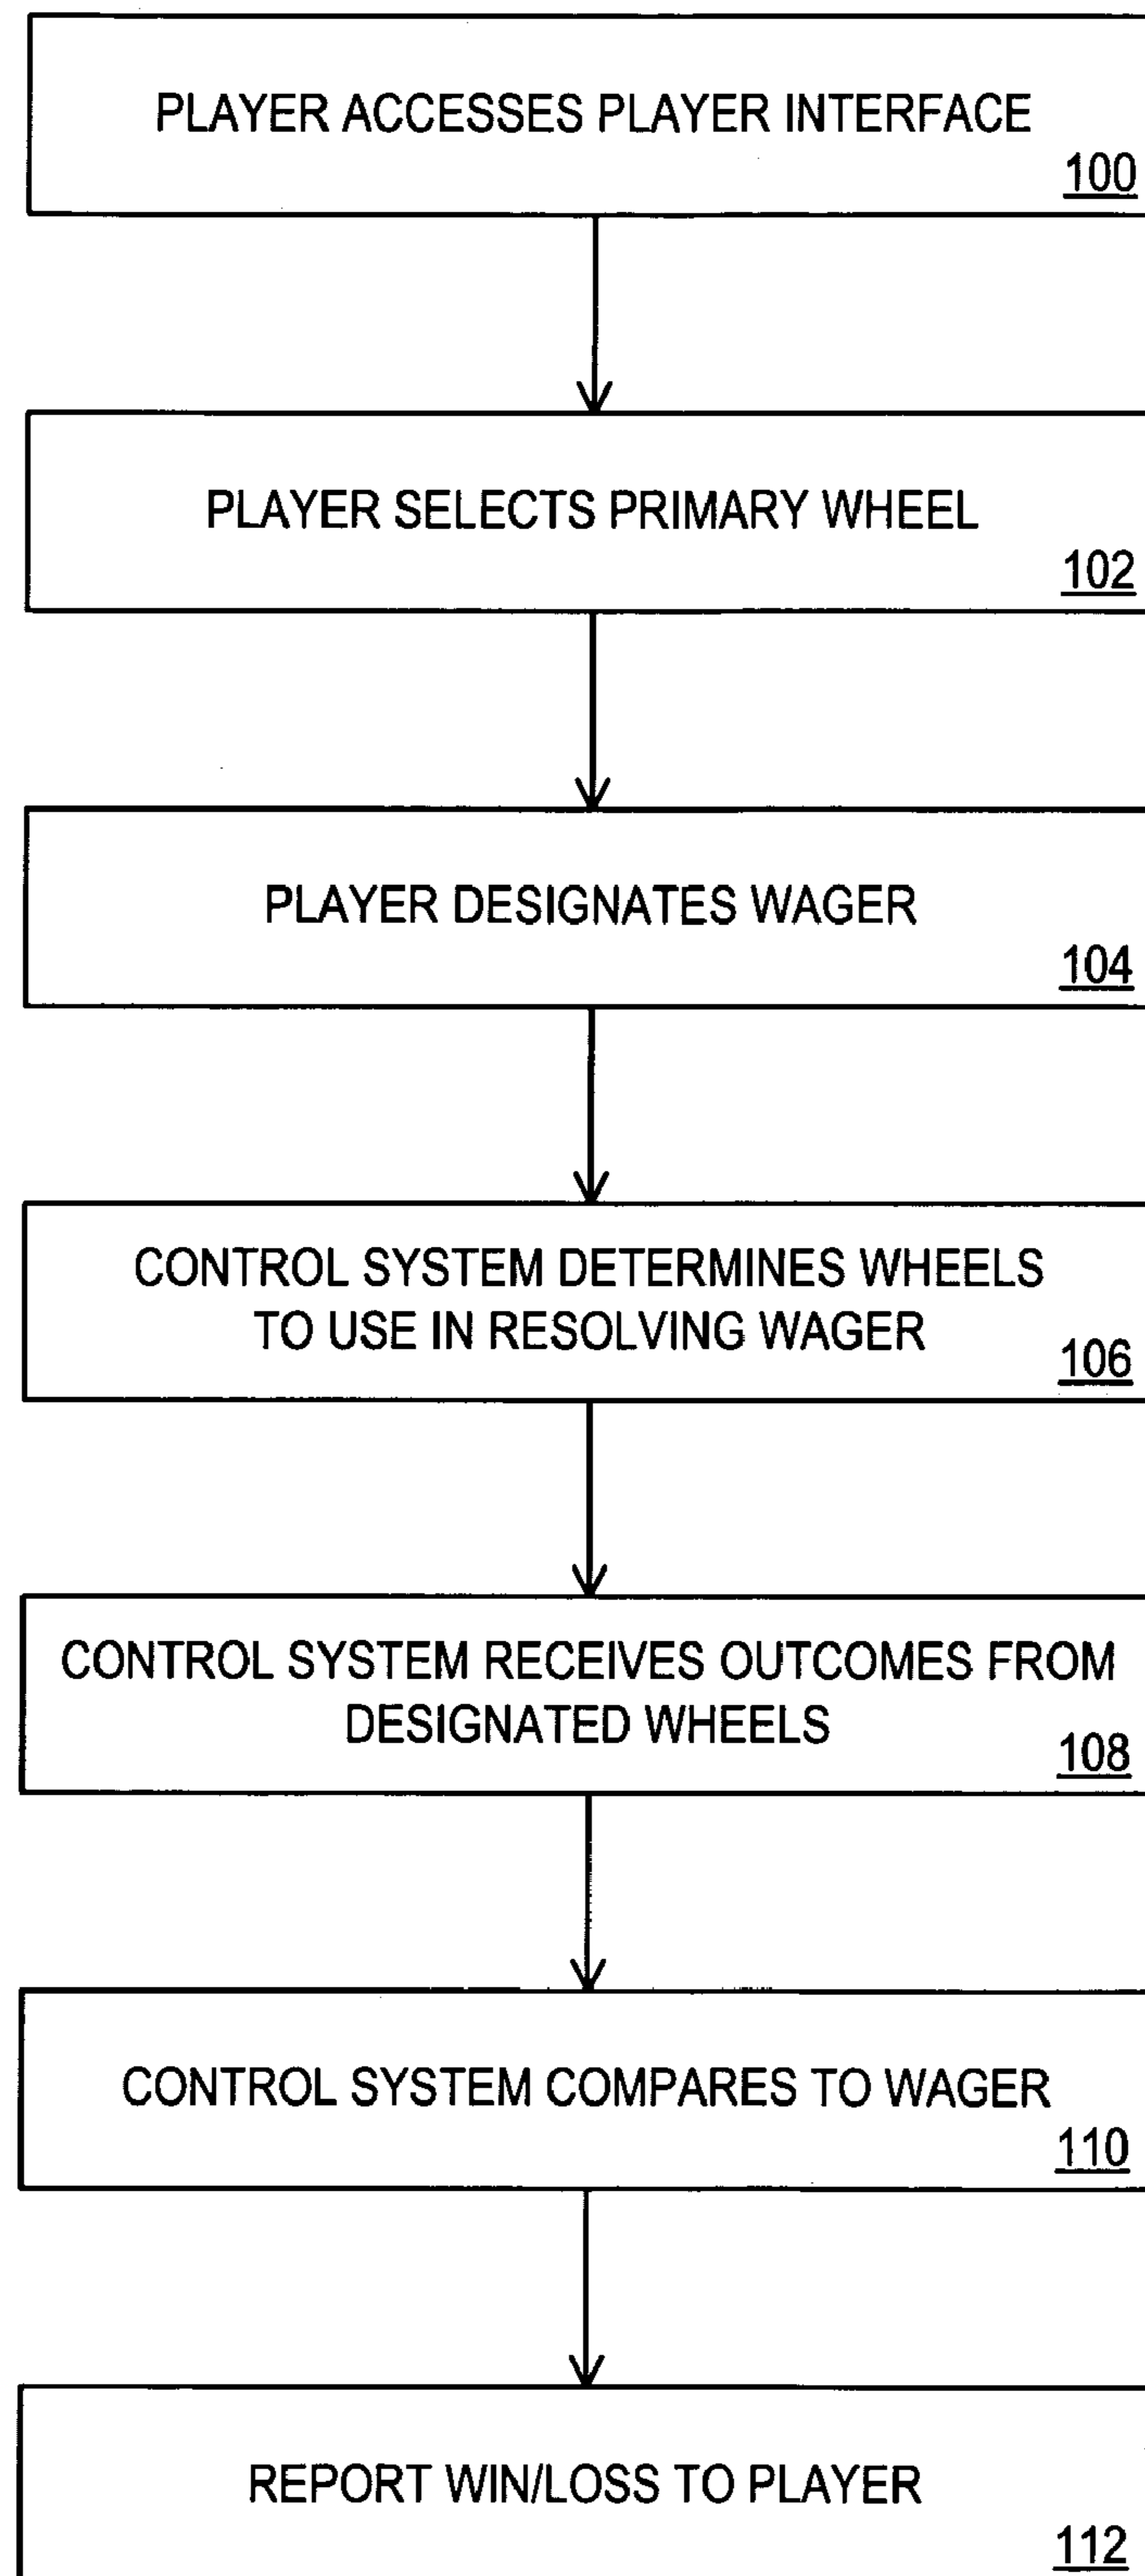 PLAYER ACCESSES PLAYER INTERFACE
100
PLAYER SELECTS PRIMARY WHEEL
102
PLAYER DESIGNATES WAGER
104
CONTROL SYSTEM DETERMINES WHEELS
TO USE IN RESOLVING WAGER
106
CONTROL SYSTEM RECEIVES OUTCOMES FROM
DESIGNATED WHEELS
108
CONTROL SYSTEM COMPARES TO WAGER
110
REPORT WIN/LOSS TO PLAYER
112